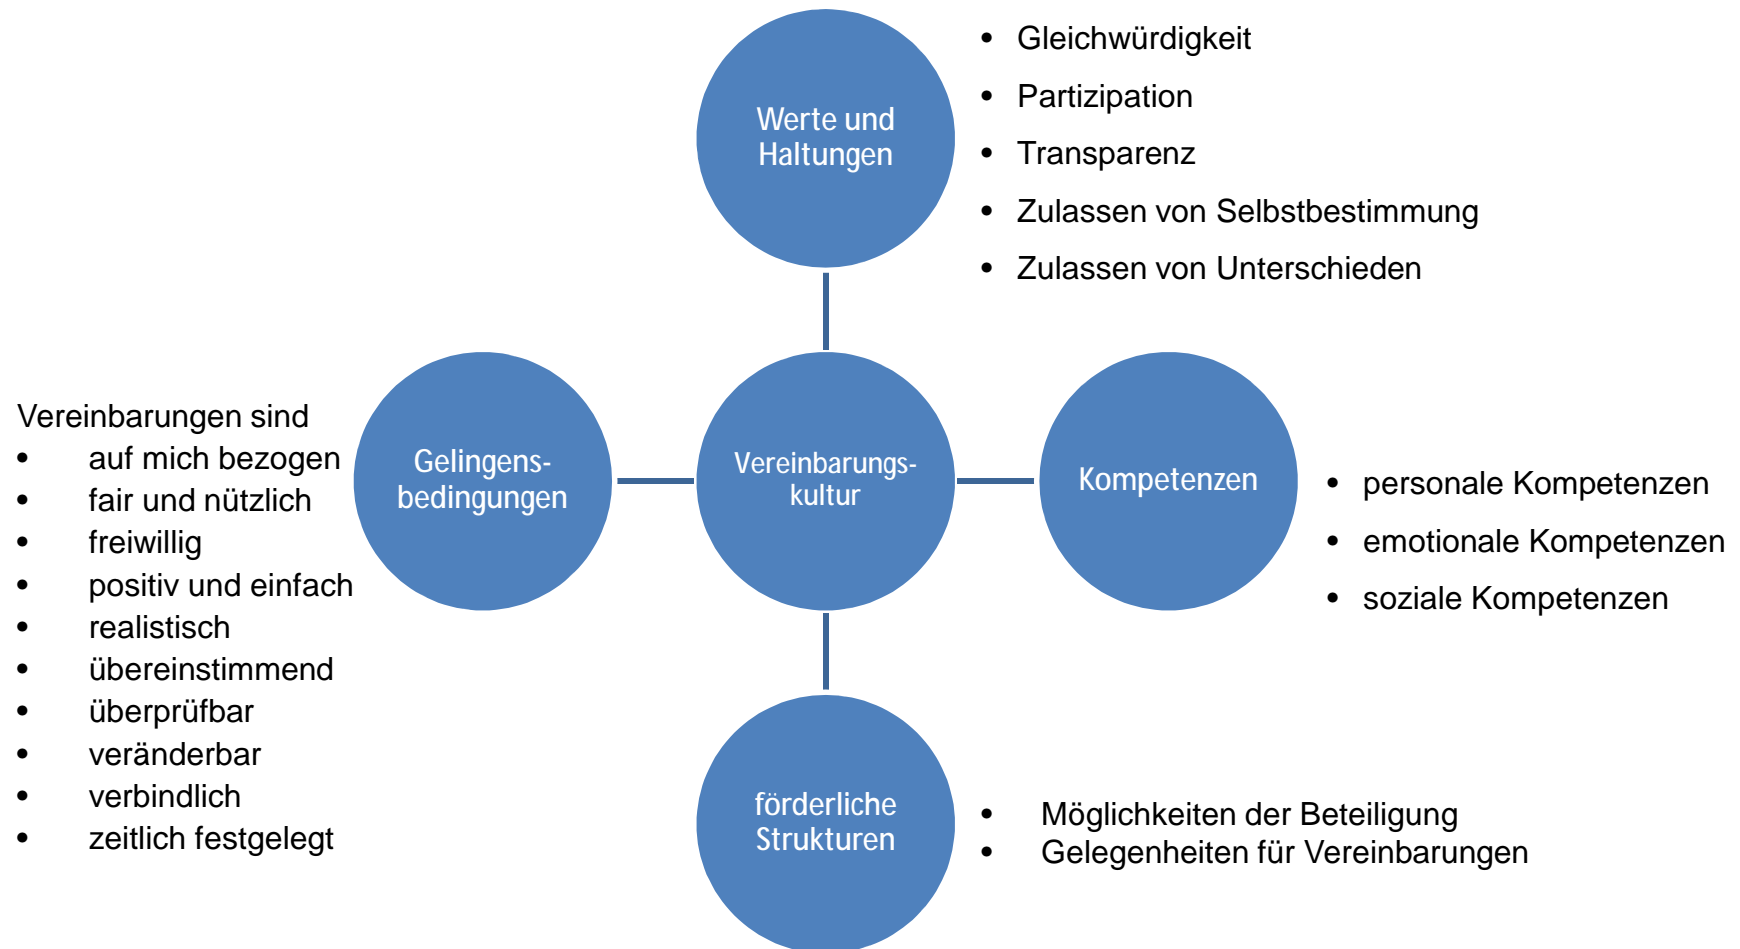 Werte und
Haltungen
• Gleichwürdigkeit
• Partizipation
• Transparenz
• Zulassen von Selbstbestimmung
• Zulassen von Unterschieden
Vereinbarungen sind
• auf mich bezogen
• fair und nützlich
• freiwillig
• positiv und einfach
• realistisch
• übereinstimmend
• überprüfbar
• veränderbar
• verbindlich
• zeitlich festgelegt
Gelingens-
bedingungen
Vereinbarungs-
kultur
Kompetenzen
• personale Kompetenzen
• emotionale Kompetenzen
• soziale Kompetenzen
förderliche
Strukturen
• Möglichkeiten der Beteiligung
• Gelegenheiten für Vereinbarungen